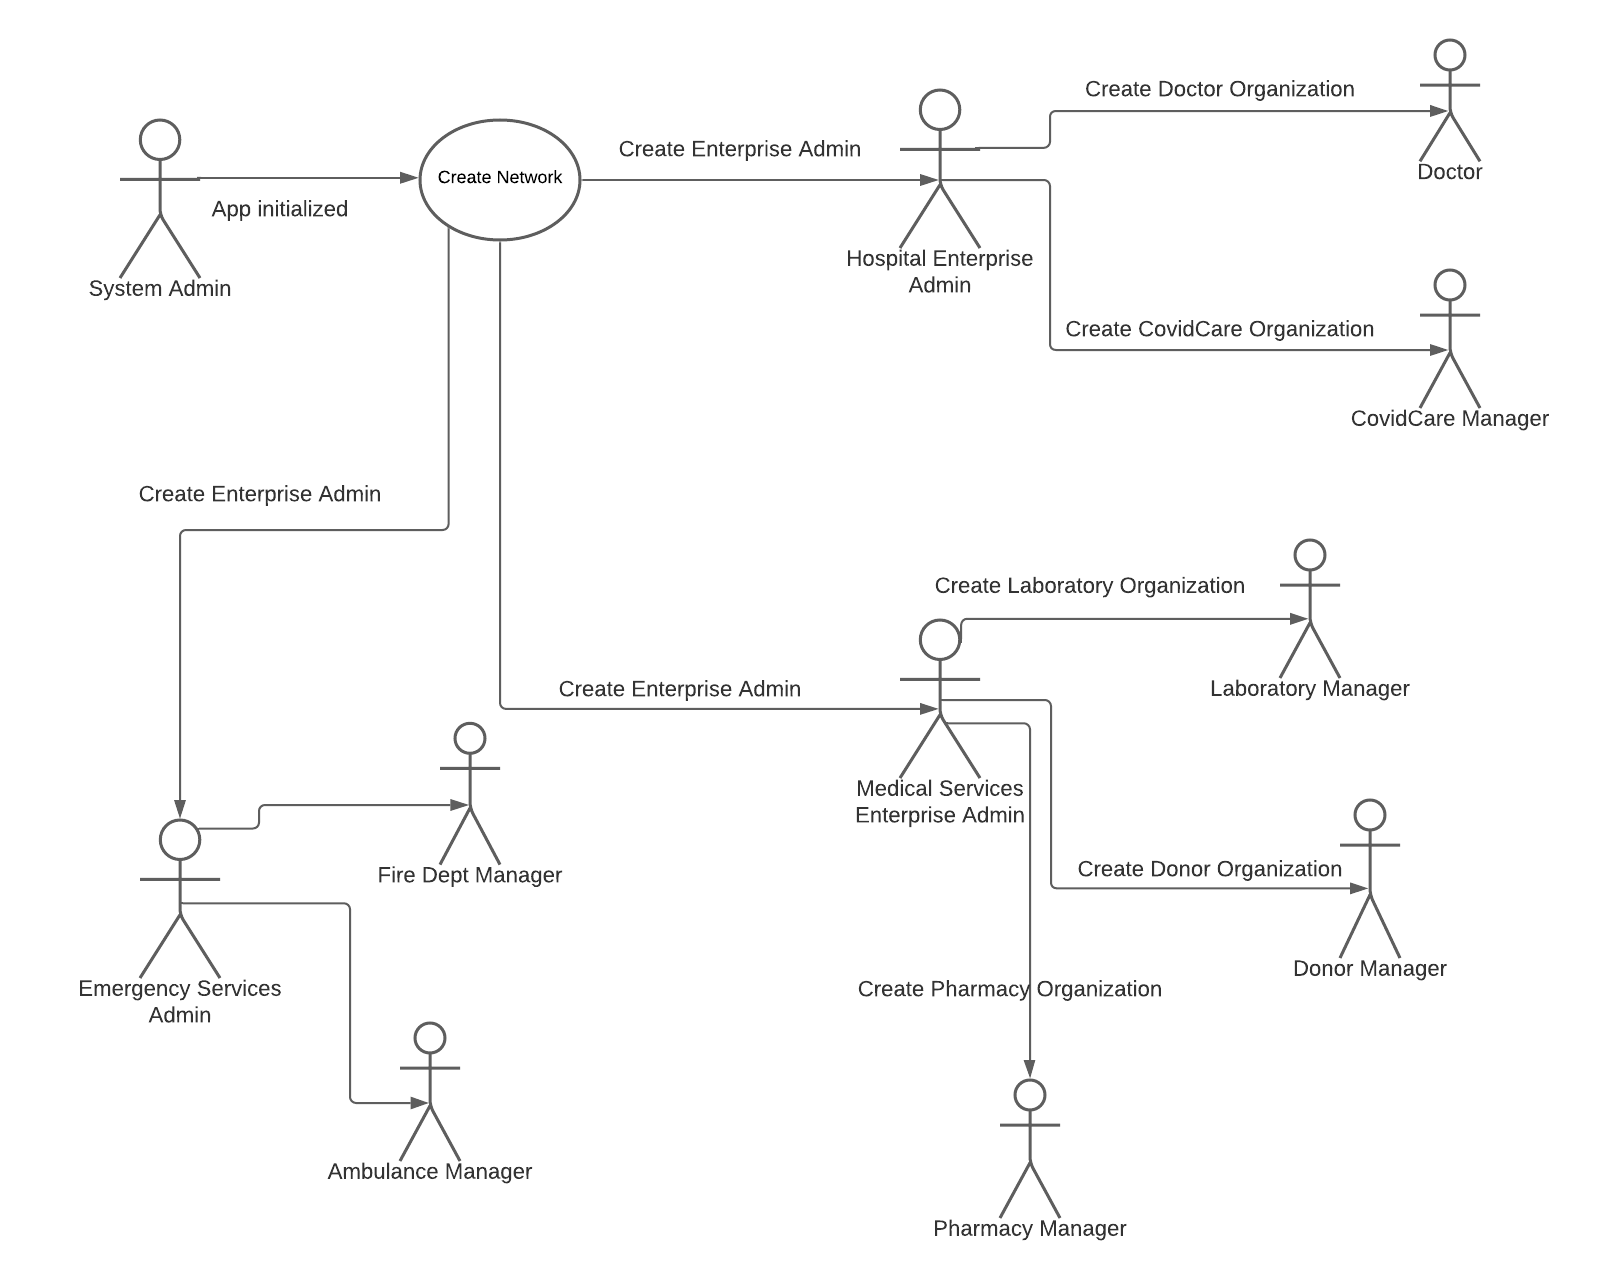 Create Doctor Organization
Create Enterprise Admin
Create Network
Doctor
App initialized
Hospital Enterprise
Admin
System Admin
Create CovidCare Organization
CovidCare Manager
Create Enterprise Admin
Create Laboratory Organization
Create Enterprise Admin
Laboratory Manager
Medical Services
Enterprise Admin
Fire Dept Manager
Create Donor Organization
Donor Manager
Emergency Services
Admin
Create Pharmacy Organization
Ambulance Manager
Pharmacy Manager